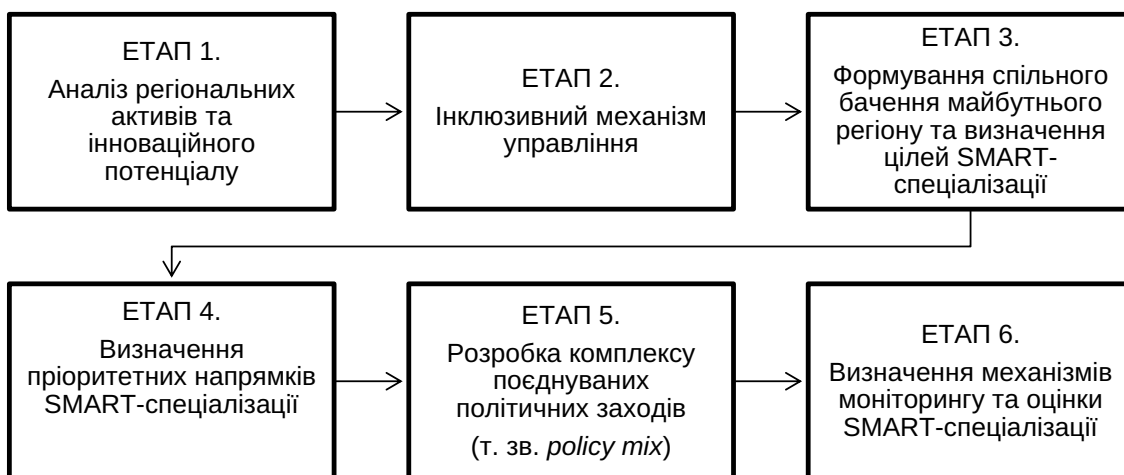 ЕТАП 1.
Аналіз регіональних
активів та
інноваційного
потенціалу
ЕТАП 2.
Інклюзивний механізм
управління
ЕТАП 3.
Формування спільного
бачення майбутнього
регіону та визначення
цілей SMART-
спеціалізації
ЕТАП 4.
Визначення
пріоритетних напрямків
SMART-спеціалізації
ЕТАП 5.
Розробка комплексу
поєднуваних
політичних заходів
(т. зв. policy mix)
ЕТАП 6.
Визначення механізмів
моніторингу та оцінки
SMART-спеціалізації